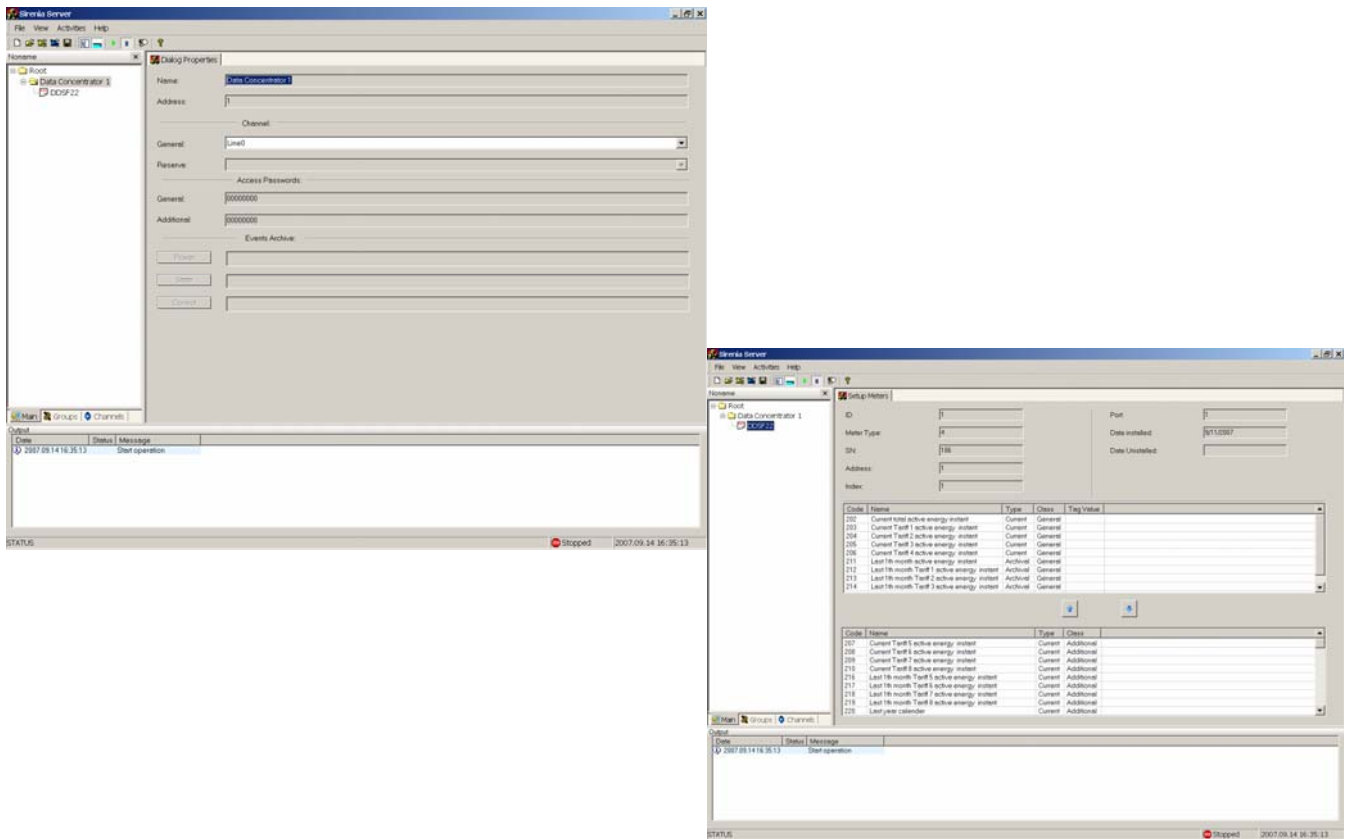 Sirenia Server
File View Activities Help
Noname
Root
Data Concentrator 1
DDSF22
Dialog Properties
Name: Data Concentrator 1
Address: 1
Channel:
General: Line0
Reserve:
Access Passwords:
General: 00000000
Additional: 00000000
Events Archive:
Power
Correct
Main Groups Channels
Output
Date Status Message
2007.09.14 16:35:13 Start operation
STATUS
Stopped 2007.09.14 16:35:13
Sirenia Server
File View Activities Help
Noname
Root
Data Concentrator 1
DDSF22
Setup Meters
ID: 1 Port: 1
Meter Type: 4 Date installed: 9/11/2007
SN: 186 Date Unistalled:
Address: 1
Index: 1
Code Name Type Class Tag Value
202 Current total active energy instant Current General
203 Current Tariff 1 active energy instant Current General
204 Current Tariff 2 active energy instant Current General
205 Current Tariff 3 active energy instant Current General
206 Current Tariff 4 active energy instant Current General
211 Last 1th month active energy instant Archival General
212 Last 1th month Tariff 1 active energy instant Archival General
213 Last 1th month Tariff 2 active energy instant Archival General
214 Last 1th month Tariff 3 active energy instant Archival General
Code Name Type Class
207 Current Tariff 5 active energy instant Current Additional
208 Current Tariff 6 active energy instant Current Additional
209 Current Tariff 7 active energy instant Current Additional
210 Current Tariff 8 active energy instant Current Additional
216 Last 1th month Tariff 5 active energy instant Current Additional
217 Last 1th month Tariff 6 active energy instant Current Additional
218 Last 1th month Tariff 7 active energy instant Current Additional
219 Last 1th month Tariff 8 active energy instant Current Additional
220 Last year calender Current Additional
Main Groups Channels
Output
Date Status Message
2007.09.14 16:35:13 Start operation
STATUS
Stopped 2007.09.14 16:35:13